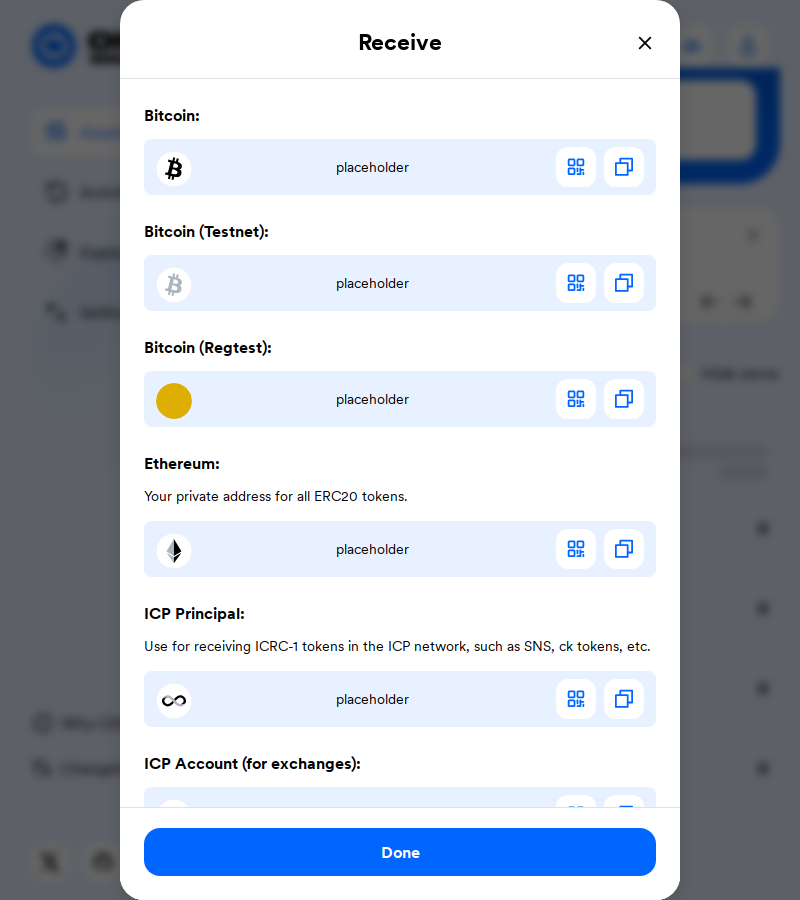 Receive
Bitcoin:
placeholder
Bitcoin (Testnet):
placeholder
Bitcoin (Regtest):
placeholder
Ethereum:
Your private address for all ERC20 tokens.
placeholder
ICP Principal:
Use for receiving ICRC-1 tokens in the ICP network, such as SNS, ck tokens, etc.
placeholder
ICP Account (for exchanges):
Done